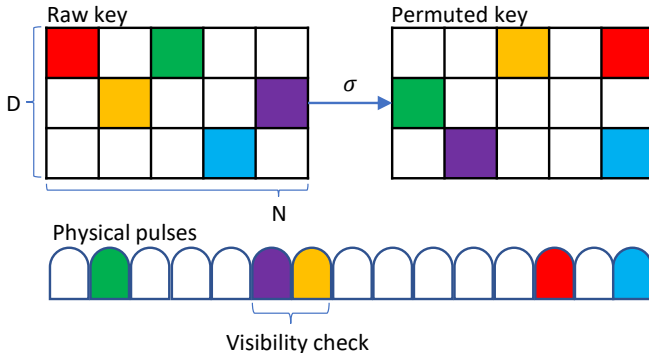 Raw key
Permuted key
D
σ
N
Physical pulses
Visibility check